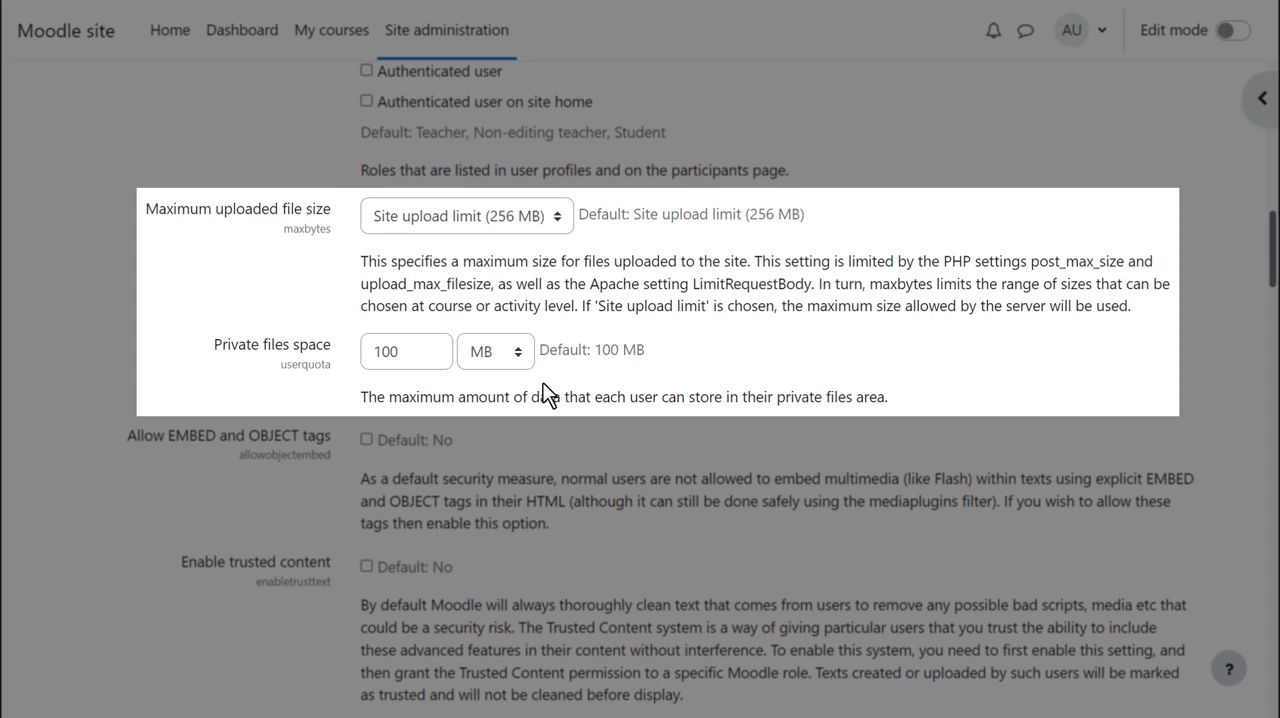 Moodle site
Home
Dashboard
My courses
Site administration
AU
Edit mode
Authenticated user
Authenticated user on site home
Default: Teacher, Non-editing teacher, Student
Roles that are listed in user profiles and on the participants page.
Maximum uploaded file size
maxbytes
Site upload limit (256 MB)
Default: Site upload limit (256 MB)
This specifies a maximum size for files uploaded to the site. This setting is limited by the PHP settings post_max_size and
upload_max_filesize, as well as the Apache setting LimitRequestBody. In turn, maxbytes limits the range of sizes that can be
chosen at course or activity level. If 'Site upload limit' is chosen, the maximum size allowed by the server will be used.
Private files space
userquota
100
MB
Default: 100 MB
The maximum amount of data that each user can store in their private files area.
Allow EMBED and OBJECT tags
allowobjectembed
Default: No
As a default security measure, normal users are not allowed to embed multimedia (like Flash) within texts using explicit EMBED
and OBJECT tags in their HTML (although it can still be done safely using the mediaplugins filter). If you wish to allow these
tags then enable this option.
Enable trusted content
enabletrusttext
Default: No
By default Moodle will always thoroughly clean text that comes from users to remove any possible bad scripts, media etc that
could be a security risk. The Trusted Content system is a way of giving particular users that you trust the ability to include
these advanced features in their content without interference. To enable this system, you need to first enable this setting, and
then grant the Trusted Content permission to a specific Moodle role. Texts created or uploaded by such users will be marked
as trusted and will not be cleaned before display.
?